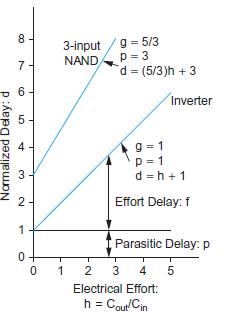 Normalized Delay: d
8
7
6
5
4
3
2
1
0
3-input
NAND
g = 5/3
p = 3
d = (5/3)h + 3
Inverter
g = 1
p = 1
d = h + 1
Effort Delay: f
Parasitic Delay: p
0 1 2 3 4 5
Electrical Effort:
h = Cout/Cin